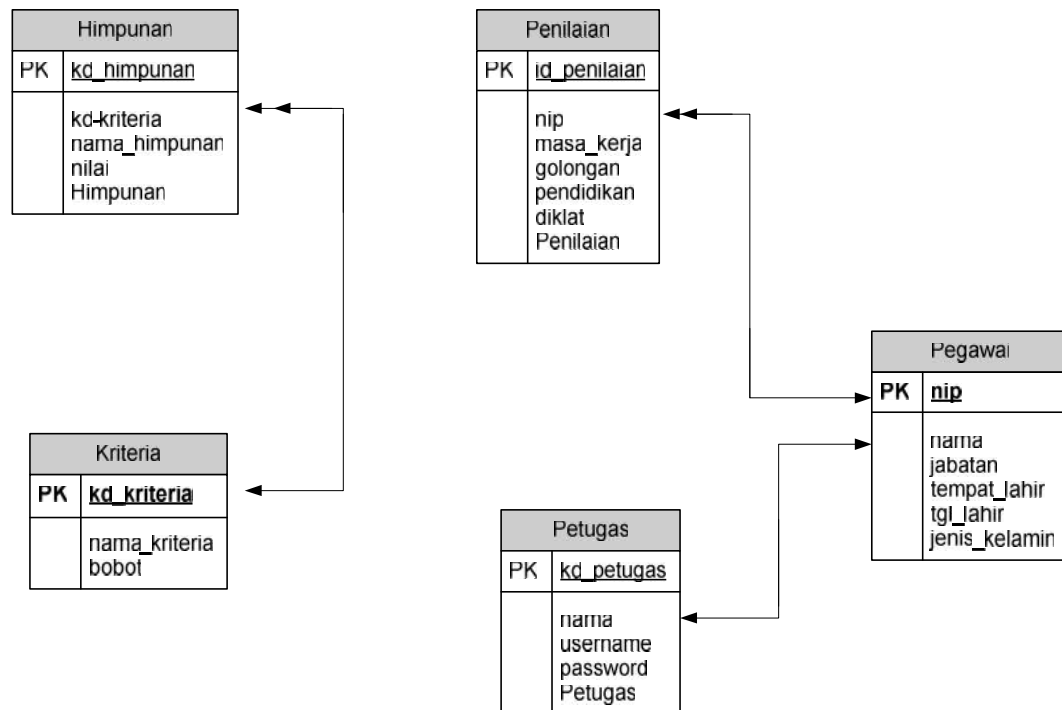 Himpunan
PK kd_himpunan
kd-kriteria
nama_himpunan
nilai
Himpunan
Penilaian
PK id_penilaian
nip
masa_kerja
golongan
pendidikan
diklat
Penilaian
Pegawai
PK nip
nama
jabatan
tempat_lahir
tgl_lahir
jenis_kelamin
Kriteria
PK kd_kriteria
nama_kriteria
bobot
Petugas
PK kd_petugas
nama
username
password
Petugas